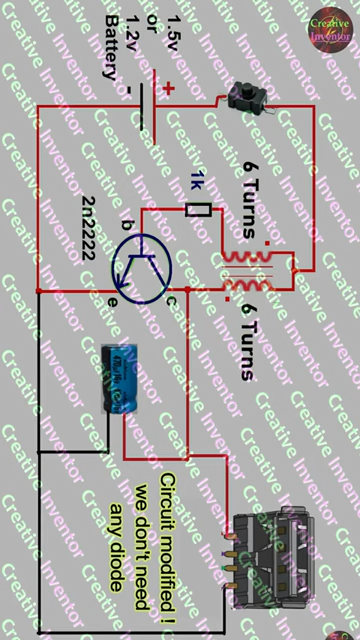 Creative
Inventor
1.5v
or
1.2v
Battery
+
-
6 Turns
1k
2n2222
b
c
e
6 Turns
Circuit modified !
we don't need
any diode